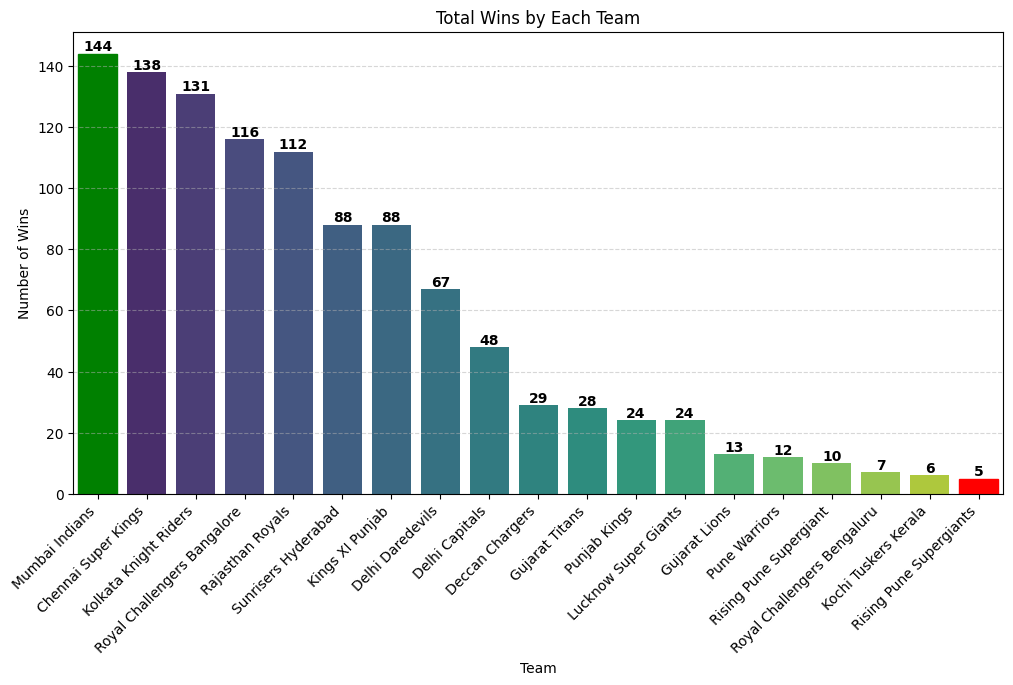 Total Wins by Each Team
Number of Wins
140
120
100
80
60
40
20
0
144
138
131
116
112
88
88
67
48
29
28
24
24
13
12
10
7
6
5
Mumbai Indians
Chennai Super Kings
Kolkata Knight Riders
Royal Challengers Bangalore
Rajasthan Royals
Sunrisers Hyderabad
Kings XI Punjab
Delhi Daredevils
Delhi Capitals
Deccan Chargers
Gujarat Titans
Punjab Kings
Lucknow Super Giants
Gujarat Lions
Pune Warriors
Rising Pune Supergiant
Royal Challengers Bengaluru
Kochi Tuskers Kerala
Rising Pune Supergiants
Team